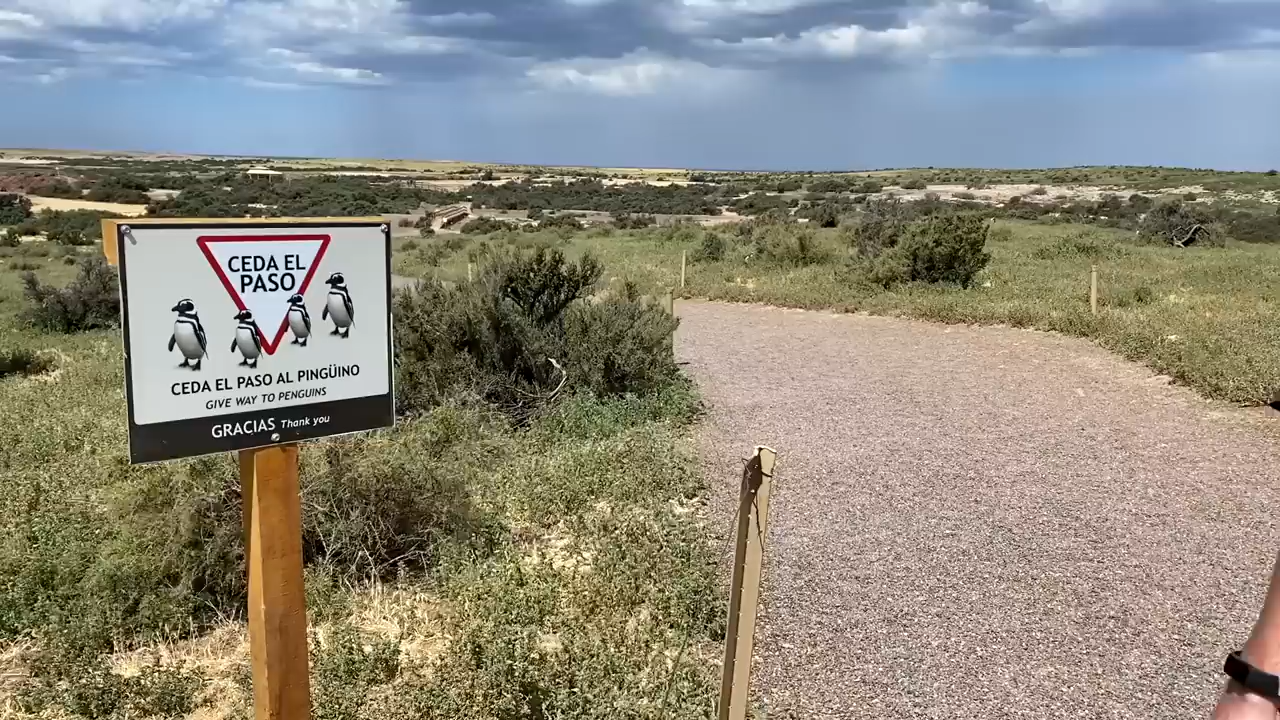 CEDA EL
PASO
CEDA EL PASO AL PINGÜINO
GIVE WAY TO PENGUINS
GRACIAS Thank you